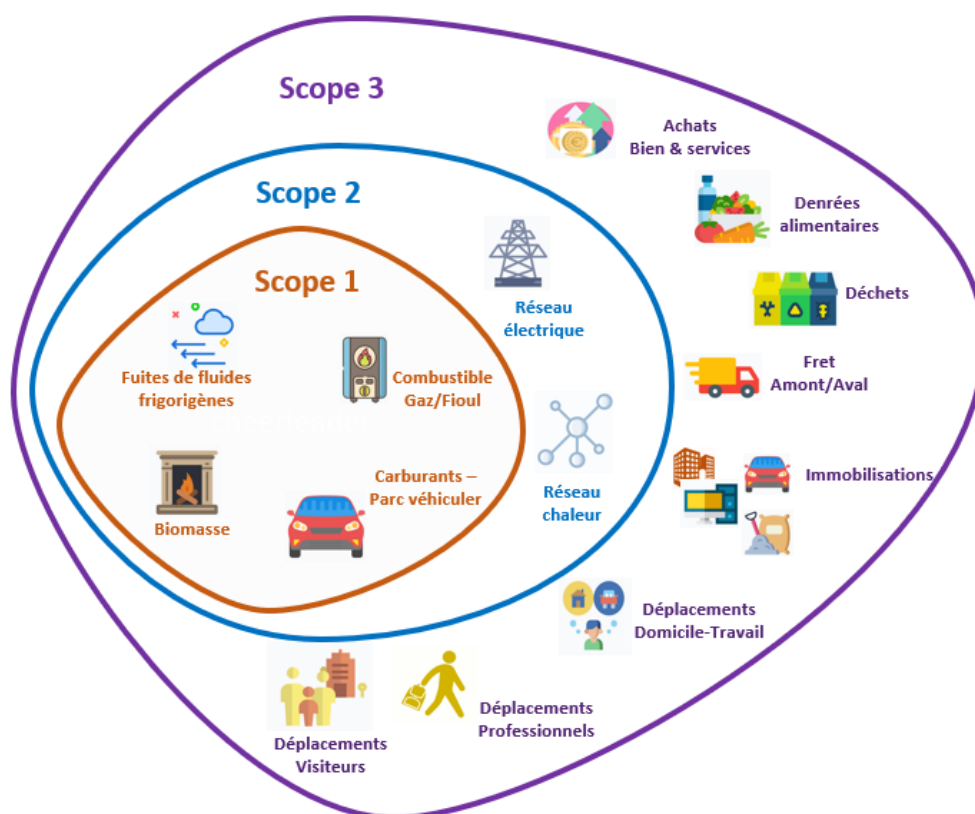 Scope 3
Achats
Bien & services
Scope 2
Denrées
alimentaires
Scope 1
Réseau
électrique
Déchets
Fuites de fluides
frigorigènes
Combustible
Gaz/Fioul
Fret
Amont/Aval
Carburants –
Parc véhiculer
Immobilisations
Réseau
chaleur
Biomasse
Déplacements
Domicile-Travail
Déplacements
Professionnels
Déplacements
Visiteurs